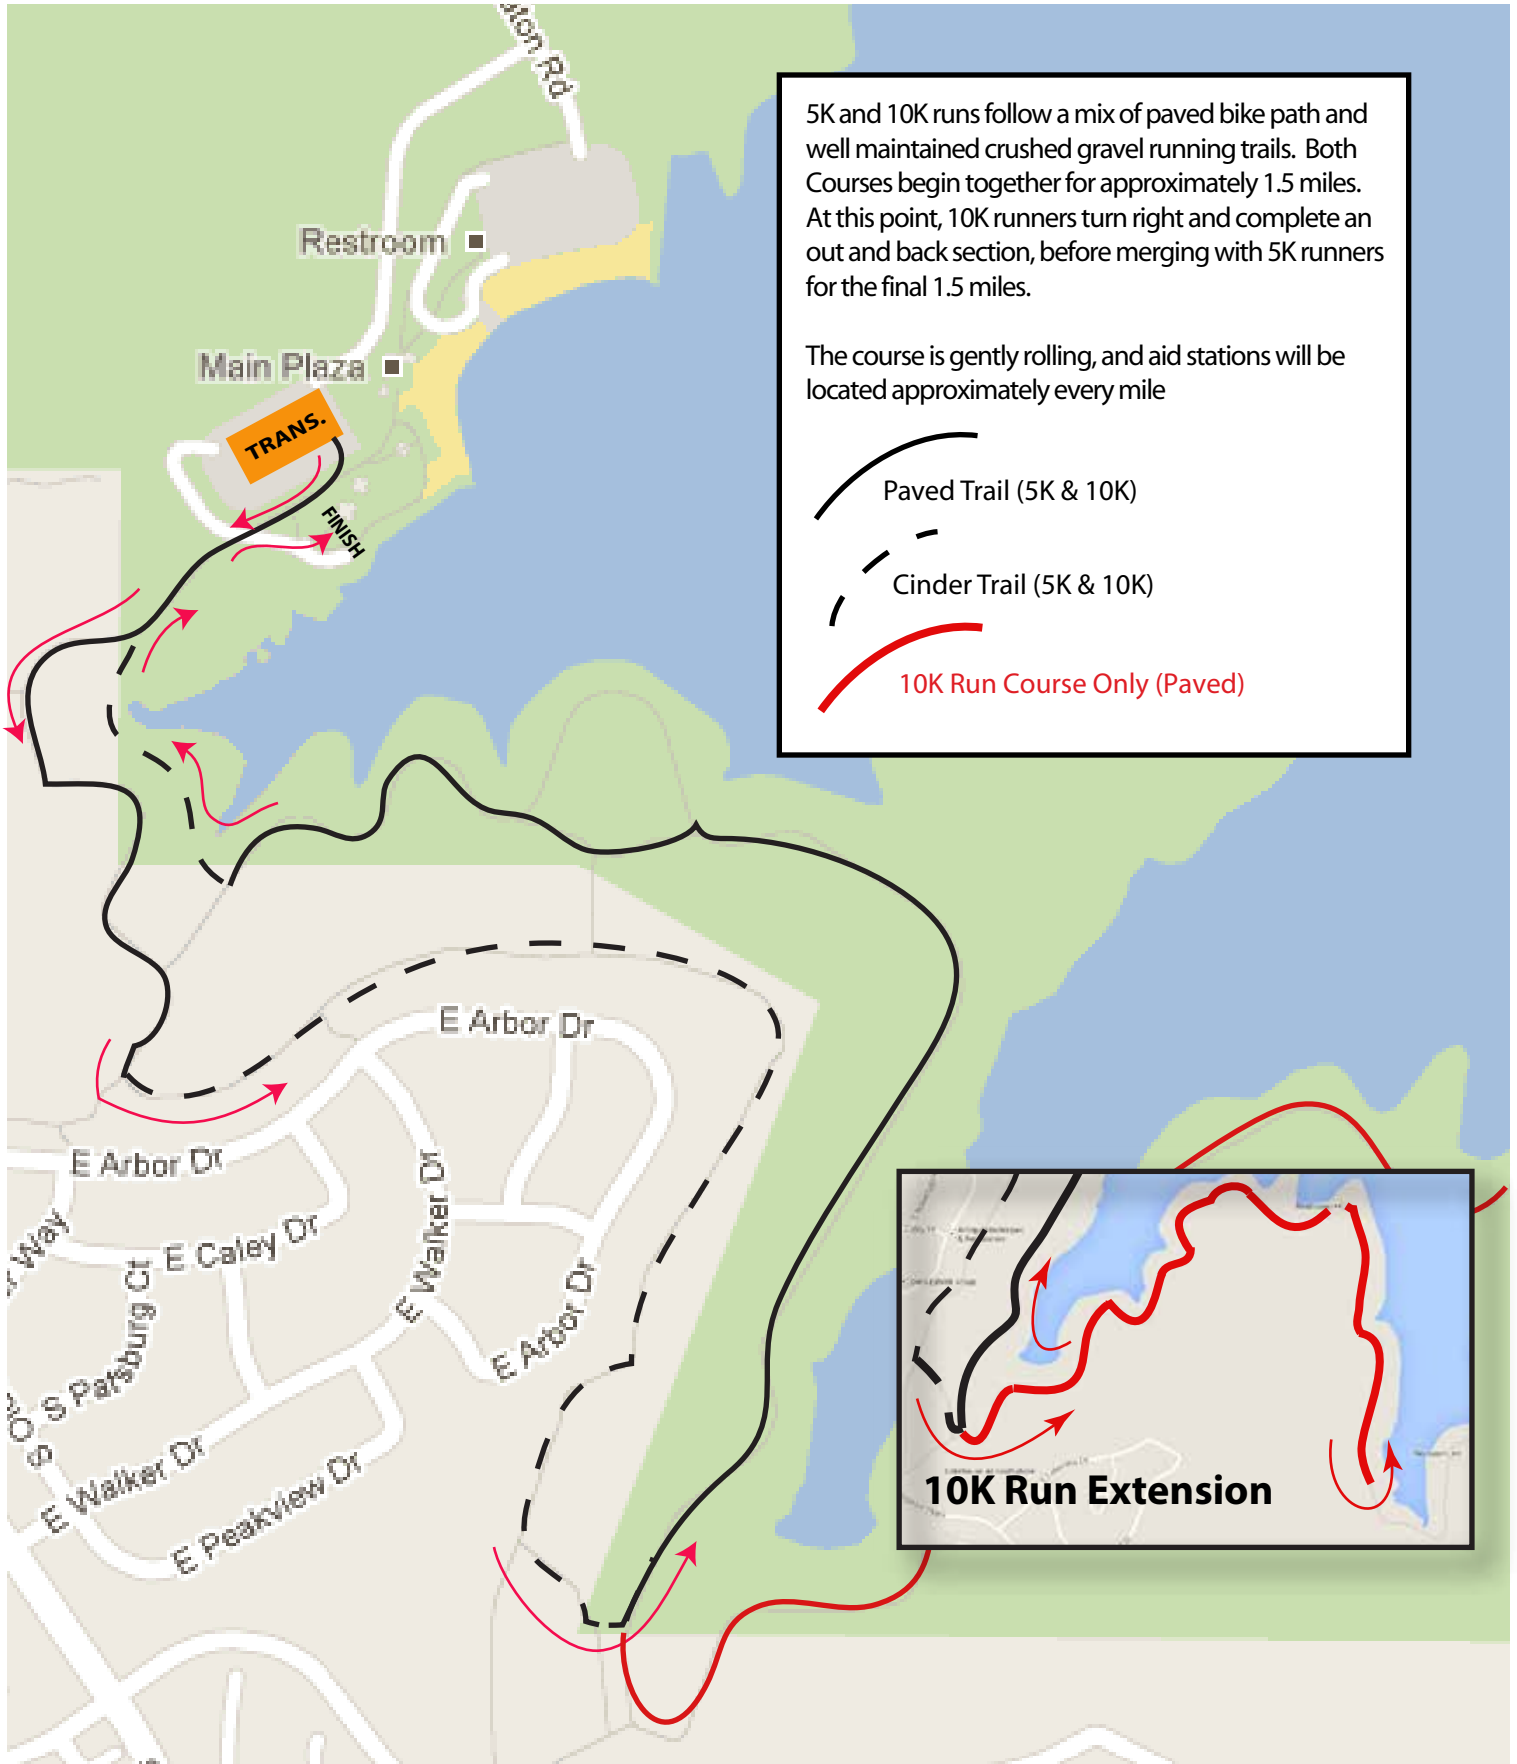 Restroom
Main Plaza
TRANS.
FINISH
5K and 10K runs follow a mix of paved bike path and
well maintained crushed gravel running trails. Both
Courses begin together for approximately 1.5 miles.
At this point, 10K runners turn right and complete an
out and back section, before merging with 5K runners
for the final 1.5 miles.
The course is gently rolling, and aid stations will be
located approximately every mile
Paved Trail (5K & 10K)
Cinder Trail (5K & 10K)
10K Run Course Only (Paved)
E Arbor Dr
E Arbor Dr
E Walker Dr
E Caley Dr
Way
S Patsburg Ct
E Arbor Dr
E Walker Dr
E Peakview Dr
10K Run Extension